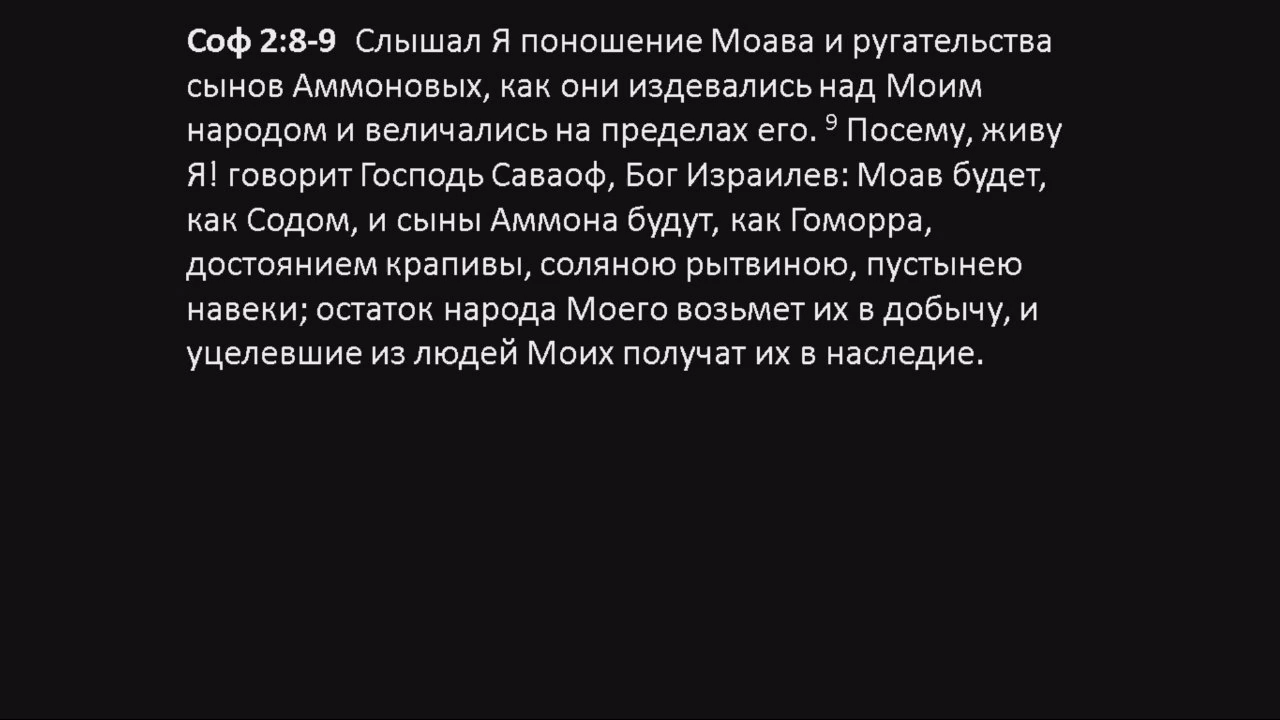 Соф 2:8-9 Слышал Я поношение Моава и ругательства
сынов Аммоновых, как они издевались над Моим
народом и величались на пределах его. 9 Посему, живу
Я! говорит Господь Саваоф, Бог Израилев: Моав будет,
как Содом, и сыны Аммона будут, как Гоморра,
достоянием крапивы, соляною рытвиною, пустынею
навеки; остаток народа Моего возьмет их в добычу, и
уцелевшие из людей Моих получат их в наследие.